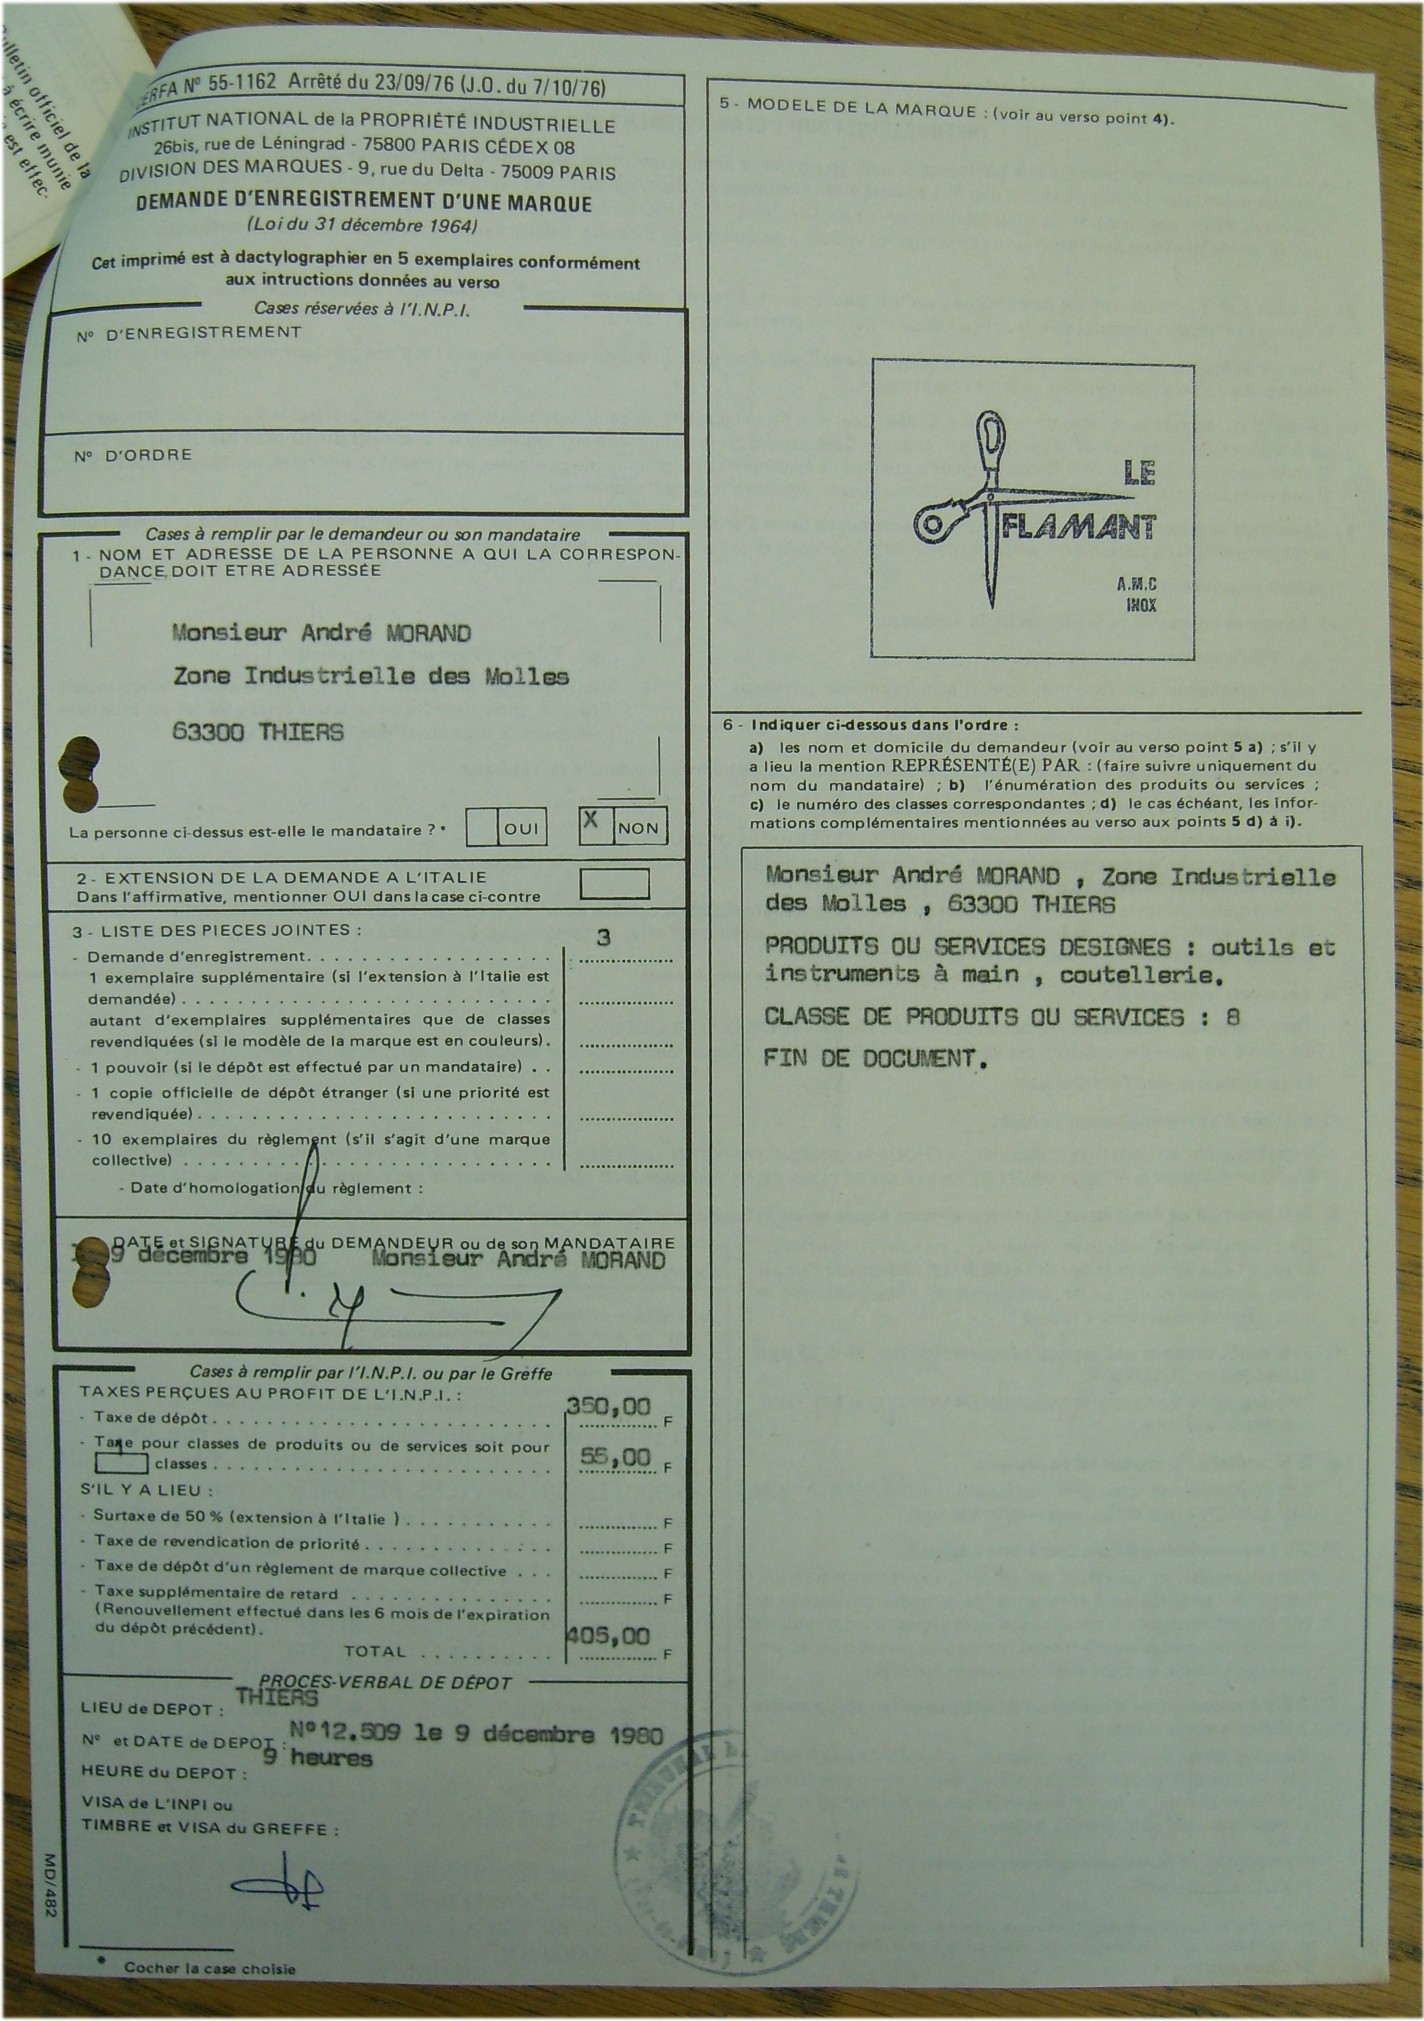 ulletin officiel de la
à écrire munie
est effec-
CERFA Nº 55-1162 Arrêté du 23/09/76 (J.O. du 7/10/76)
INSTITUT NATIONAL de la PROPRIÉTÉ INDUSTRIELLE
26bis, rue de Léningrad - 75800 PARIS CÉDEX 08
DIVISION DES MARQUES - 9, rue du Delta - 75009 PARIS
DEMANDE D'ENREGISTREMENT D'UNE MARQUE
(Loi du 31 décembre 1964)
Cet imprimé est à dactylographier en 5 exemplaires conformément
aux intructions données au verso
Cases réservées à l'I.N.P.I.
Nº D'ENREGISTREMENT
Nº D'ORDRE
Cases à remplir par le demandeur ou son mandataire
1 - NOM ET ADRESSE DE LA PERSONNE A QUI LA CORRESPON-
DANCE DOIT ETRE ADRESSÉE
Monsieur André MORAND
Zone Industrielle des Molles
63300 THIERS
La personne ci-dessus est-elle le mandataire ? * OUI X NON
2 - EXTENSION DE LA DEMANDE A L'ITALIE
Dans l'affirmative, mentionner OUI dans la case ci-contre
3 - LISTE DES PIECES JOINTES :
- Demande d'enregistrement. . . . . . . . . . . . . . . . . . 3
1 exemplaire supplémentaire (si l'extension à l'Italie est
demandée) . . . . . . . . . . . . . . . . . . . . . . . . . .
autant d'exemplaires supplémentaires que de classes
revendiquées (si le modèle de la marque est en couleurs).
- 1 pouvoir (si le dépôt est effectué par un mandataire) . .
- 1 copie officielle de dépôt étranger (si une priorité est
revendiquée) . . . . . . . . . . . . . . . . . . . . . . . . .
- 10 exemplaires du règlement (s'il s'agit d'une marque
collective) . . . . . . . . . . . . . . . . . . . . . . . . . .
- Date d'homologation du règlement :
DATE et SIGNATURE du DEMANDEUR ou de son MANDATAIRE
9 décembre 1980 Monsieur André MORAND
Cases à remplir par l'I.N.P.I. ou par le Greffe
TAXES PERÇUES AU PROFIT DE L'I.N.P.I. :
- Taxe de dépôt . . . . . . . . . . . . . . . . . . . . . . . 350,00 F
- Taxe pour classes de produits ou de services soit pour
1 classes . . . . . . . . . . . . . . . . . . . . . . . . 55,00 F
S'IL Y A LIEU :
- Surtaxe de 50 % (extension à l'Italie ) . . . . . . . . . . . F
- Taxe de revendication de priorité . . . . . . . . . . . . . . F
- Taxe de dépôt d'un règlement de marque collective . . . F
- Taxe supplémentaire de retard . . . . . . . . . . . . . . . F
(Renouvellement effectué dans les 6 mois de l'expiration
du dépôt précédent).
TOTAL . . . . . . . . . . 405,00 F
PROCES-VERBAL DE DÉPOT
LIEU de DEPOT : THIERS
Nº et DATE de DEPOT : Nº12.509 le 9 décembre 1980
HEURE du DEPOT : 9 heures
VISA de L'INPI ou
TIMBRE et VISA du GREFFE :
MD/482
* Cocher la case choisie
5 - MODELE DE LA MARQUE : (voir au verso point 4).
LE
FLAMANT
A.M.C
INOX
6 - Indiquer ci-dessous dans l'ordre :
a) les nom et domicile du demandeur (voir au verso point 5 a) ; s'il y
a lieu la mention REPRÉSENTÉ(E) PAR : (faire suivre uniquement du
nom du mandataire) ; b) l'énumération des produits ou services ;
c) le numéro des classes correspondantes ; d) le cas échéant, les infor-
mations complémentaires mentionnées au verso aux points 5 d) à i).
Monsieur André MORAND , Zone Industrielle
des Molles , 63300 THIERS
PRODUITS OU SERVICES DESIGNES : outils et
instruments à main , coutellerie.
CLASSE DE PRODUITS OU SERVICES : 8
FIN DE DOCUMENT.
TRIBUNAL